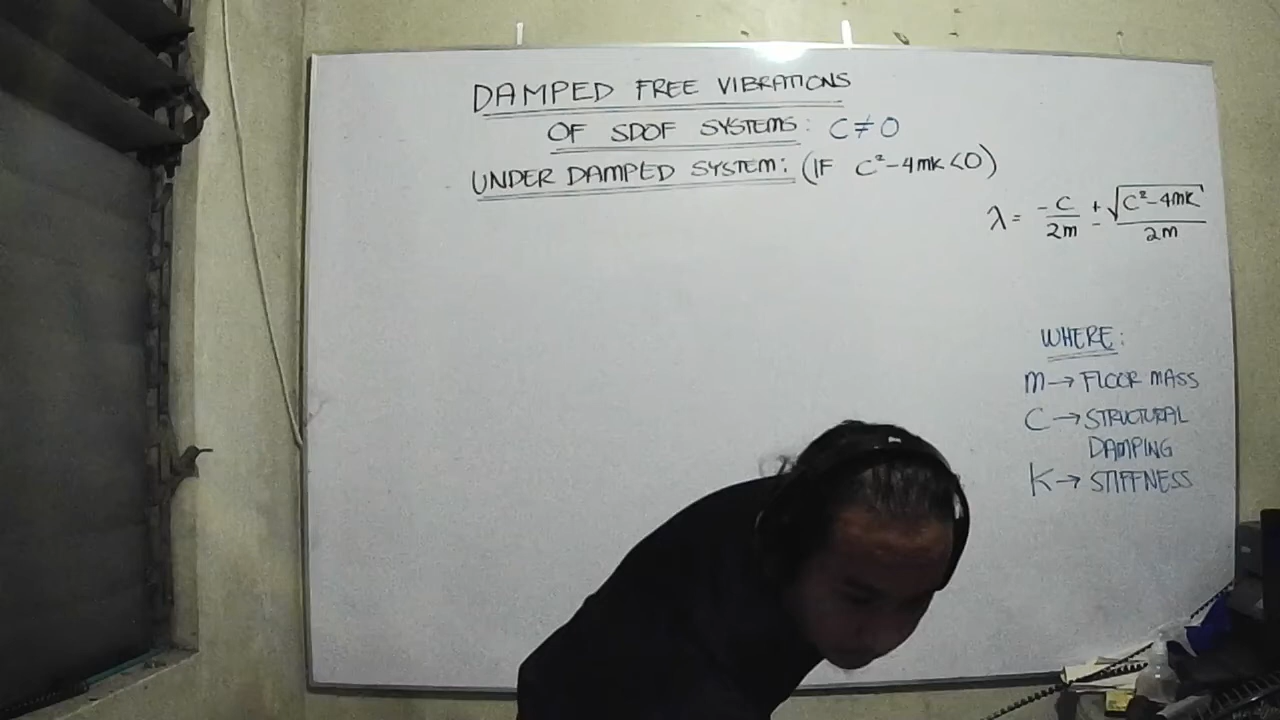 DAMPED FREE VIBRATIONS
OF SDOF SYSTEMS: C≠0
UNDER DAMPED SYSTEM: (IF C²-4mk<0)
λ = -C/2m ± √(C²-4mk)/2m
WHERE:
m→FLOOR MASS
C→STRUCTURAL
DAMPING
K→STIFFNESS